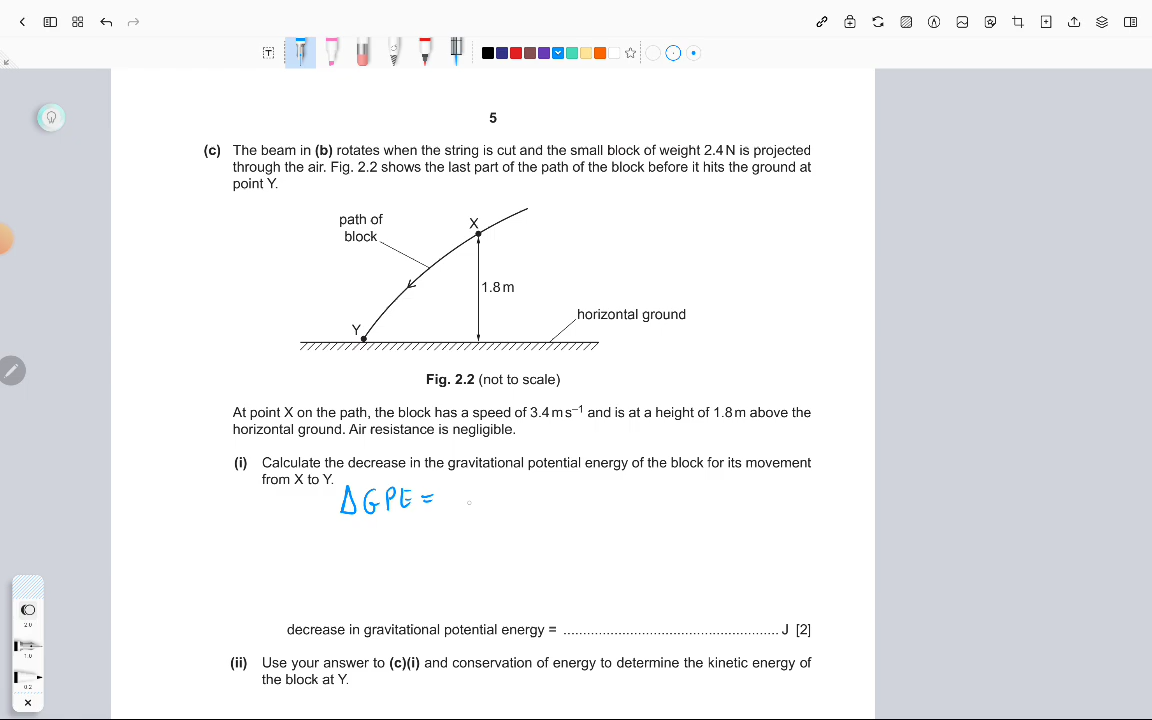 5
(c) The beam in (b) rotates when the string is cut and the small block of weight 2.4 N is projected
through the air. Fig. 2.2 shows the last part of the path of the block before it hits the ground at
point Y.
path of
block
X
1.8 m
Y
horizontal ground
Fig. 2.2 (not to scale)
At point X on the path, the block has a speed of 3.4 m s⁻¹ and is at a height of 1.8 m above the
horizontal ground. Air resistance is negligible.
(i) Calculate the decrease in the gravitational potential energy of the block for its movement
from X to Y.
ΔGPE =
decrease in gravitational potential energy = ....................................................... J [2]
(ii) Use your answer to (c)(i) and conservation of energy to determine the kinetic energy of
the block at Y.
2.0
1.0
0.2